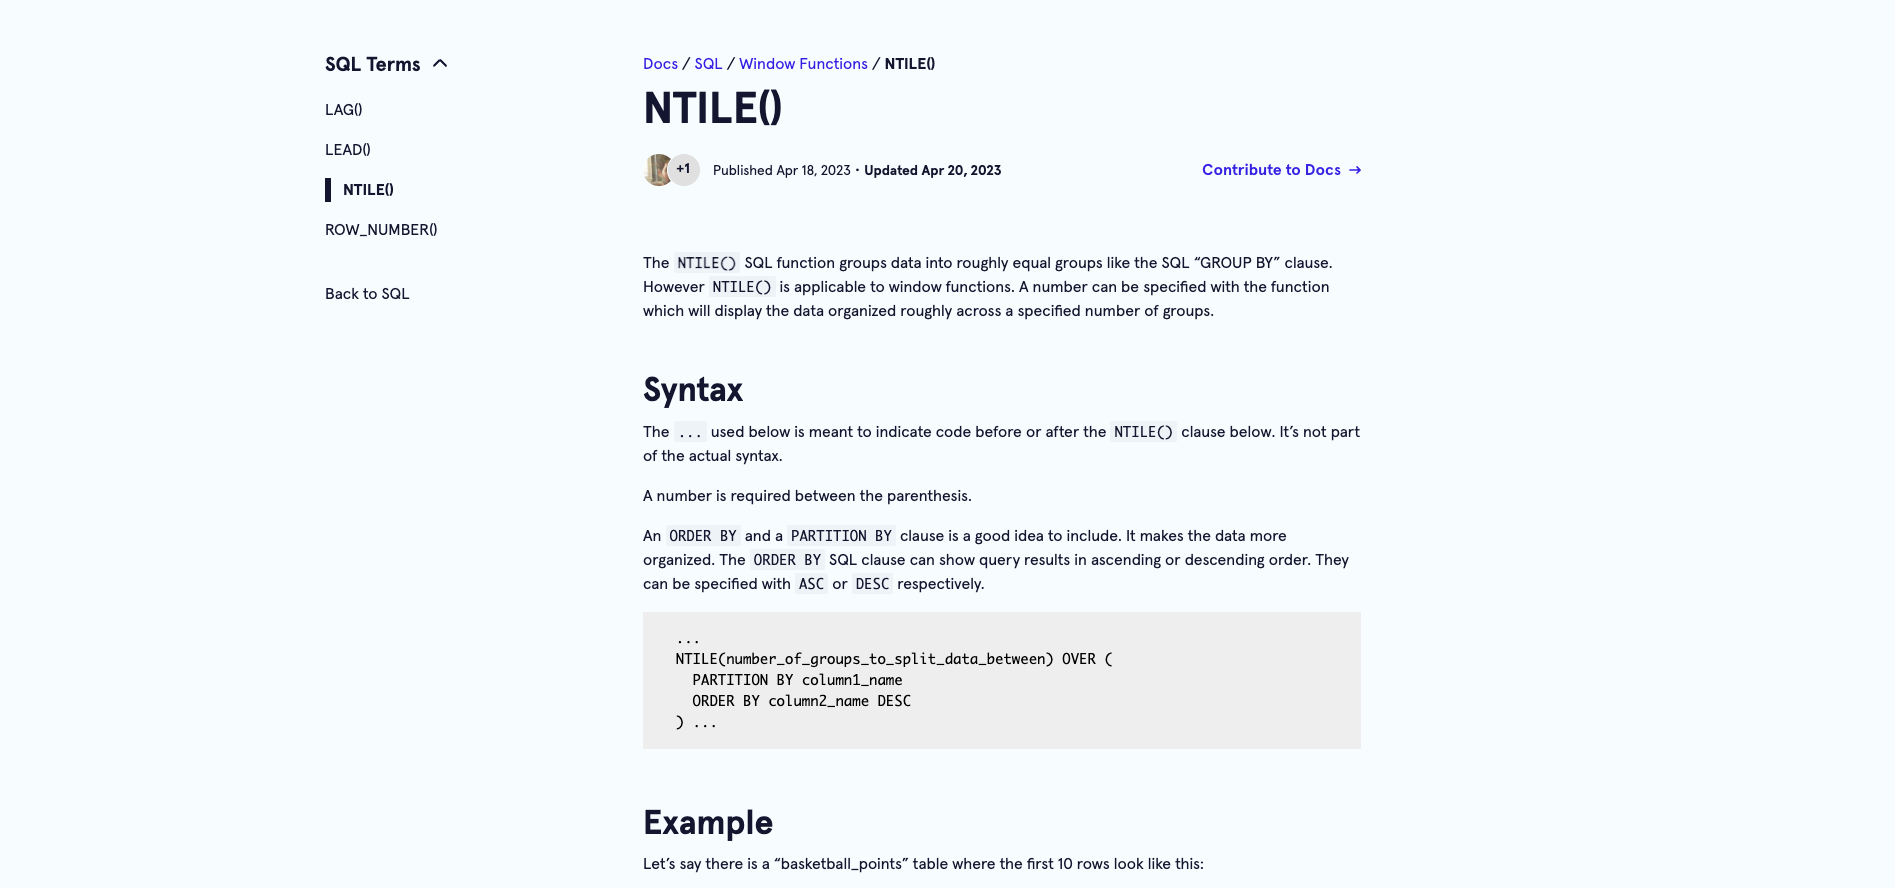 SQL Terms
LAG()
LEAD()
NTILE()
ROW_NUMBER()
Back to SQL
Docs / SQL / Window Functions / NTILE()
NTILE()
+1 Published Apr 18, 2023 • Updated Apr 20, 2023
Contribute to Docs →
The NTILE() SQL function groups data into roughly equal groups like the SQL “GROUP BY” clause.
However NTILE() is applicable to window functions. A number can be specified with the function
which will display the data organized roughly across a specified number of groups.
Syntax
The ... used below is meant to indicate code before or after the NTILE() clause below. It’s not part
of the actual syntax.
A number is required between the parenthesis.
An ORDER BY and a PARTITION BY clause is a good idea to include. It makes the data more
organized. The ORDER BY SQL clause can show query results in ascending or descending order. They
can be specified with ASC or DESC respectively.
...
NTILE(number_of_groups_to_split_data_between) OVER (
  PARTITION BY column1_name
  ORDER BY column2_name DESC
) ...
Example
Let’s say there is a “basketball_points” table where the first 10 rows look like this: